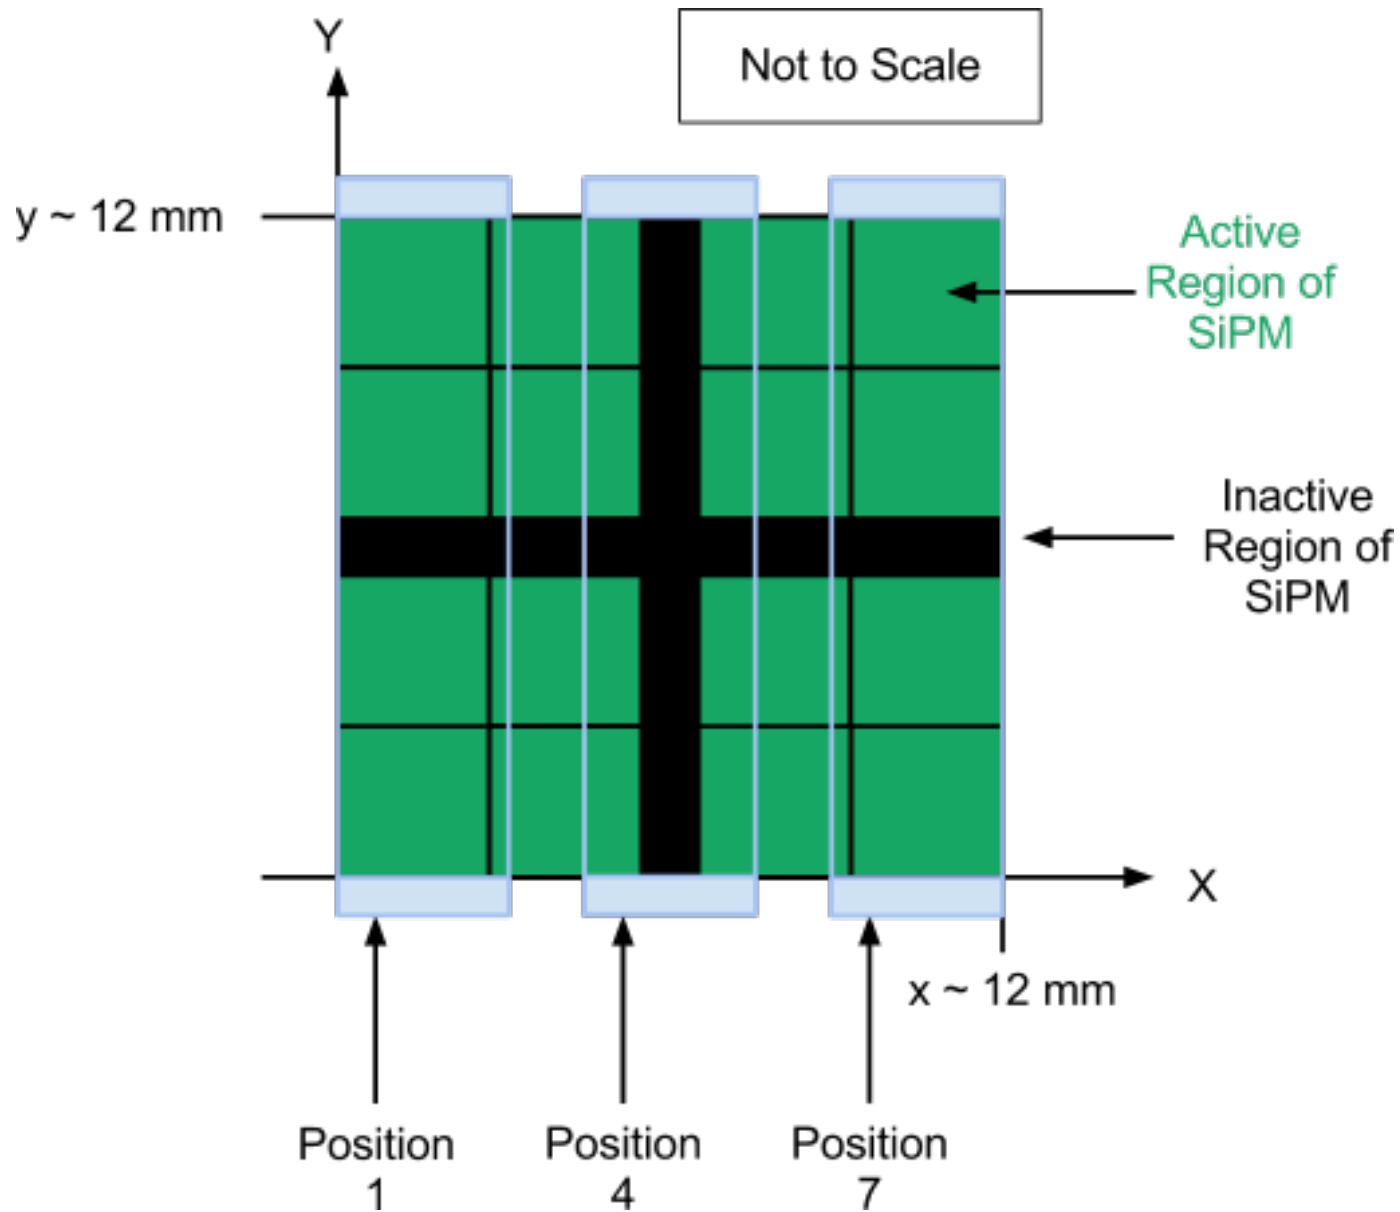 Y
Not to Scale
y ~ 12 mm
Active
Region of
SiPM
Inactive
Region of
SiPM
X
x ~ 12 mm
Position
1
Position
4
Position
7